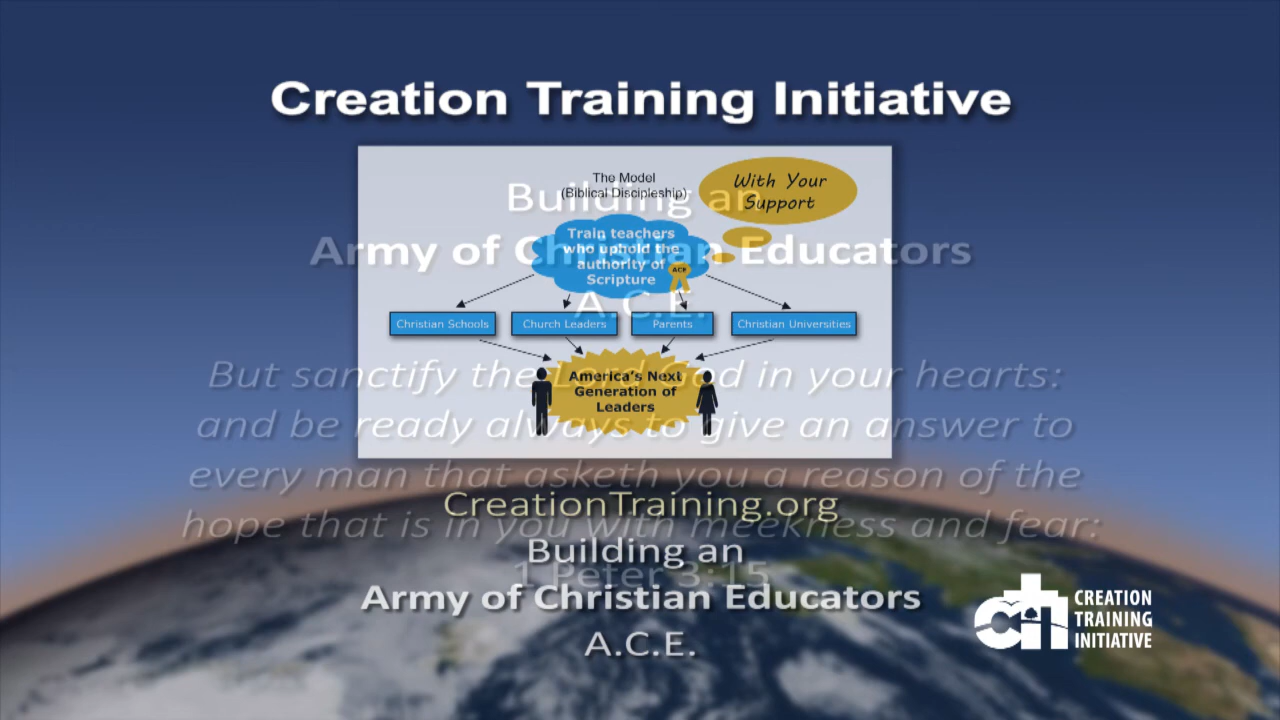 Creation Training Initiative
The Model
(Biblical Discipleship)
With Your
Support
Building an
Army of Christian Educators
A.C.E.
Train teachers
who uphold the
authority of
Scripture
ACE
Christian Schools
Church Leaders
Parents
Christian Universities
America's Next
Generation of
Leaders
But sanctify the Lord God in your hearts:
and be ready always to give an answer to
every man that asketh you a reason of the
hope that is in you with meekness and fear:
1 Peter 3:15
CreationTraining.org
Building an
Army of Christian Educators
A.C.E.
CREATION
TRAINING
INITIATIVE